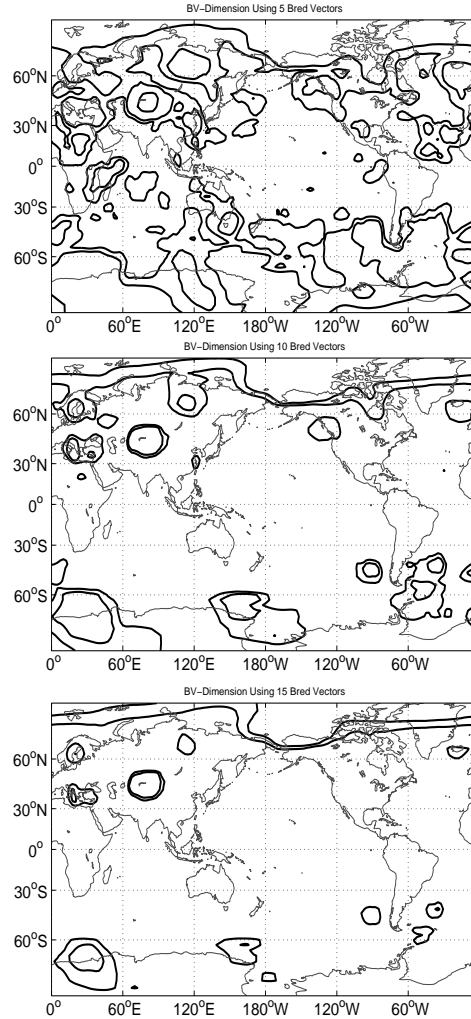 BV-Dimension Using 5 Bred Vectors
60°N
30°N
0°
30°S
60°S
0° 60°E 120°E 180°W 120°W 60°W
BV-Dimension Using 10 Bred Vectors
60°N
30°N
0°
30°S
60°S
0° 60°E 120°E 180°W 120°W 60°W
BV-Dimension Using 15 Bred Vectors
60°N
30°N
0°
30°S
60°S
0° 60°E 120°E 180°W 120°W 60°W